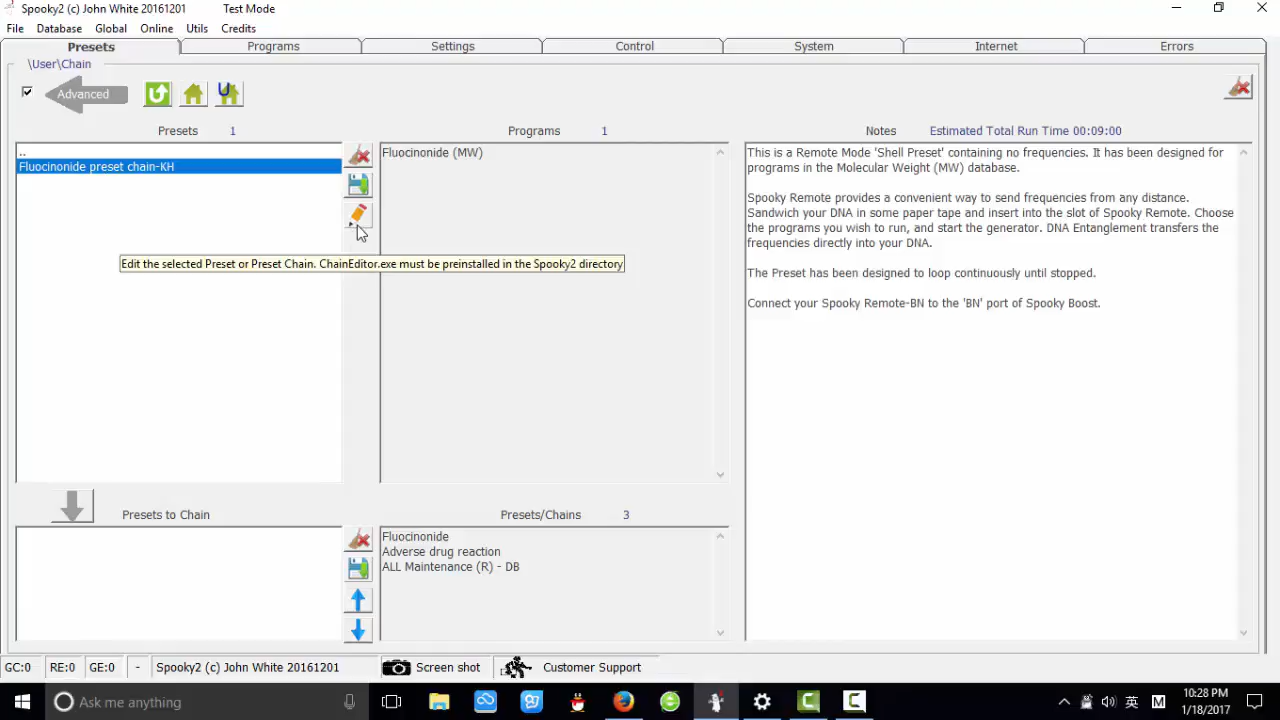 Spooky2 (c) John White 20161201 Test Mode
File Database Global Online Utils Credits
Presets Programs Settings Control System Internet Errors
\User\Chain
Advanced
Presets 1 Programs 1 Notes Estimated Total Run Time 00:09:00
..
Fluocinonide preset chain-KH
Fluocinonide (MW)
This is a Remote Mode 'Shell Preset' containing no frequencies. It has been designed for
programs in the Molecular Weight (MW) database.
Spooky Remote provides a convenient way to send frequencies from any distance.
Sandwich your DNA in some paper tape and insert into the slot of Spooky Remote. Choose
the programs you wish to run, and start the generator. DNA Entanglement transfers the
frequencies directly into your DNA.
The Preset has been designed to loop continuously until stopped.
Connect your Spooky Remote-BN to the 'BN' port of Spooky Boost.
Edit the selected Preset or Preset Chain. ChainEditor.exe must be preinstalled in the Spooky2 directory
Presets to Chain Presets/Chains 3
Fluocinonide
Adverse drug reaction
ALL Maintenance (R) - DB
GC:0 RE:0 GE:0 - Spooky2 (c) John White 20161201 Screen shot Customer Support
Ask me anything
英 M 10:28 PM
1/18/2017